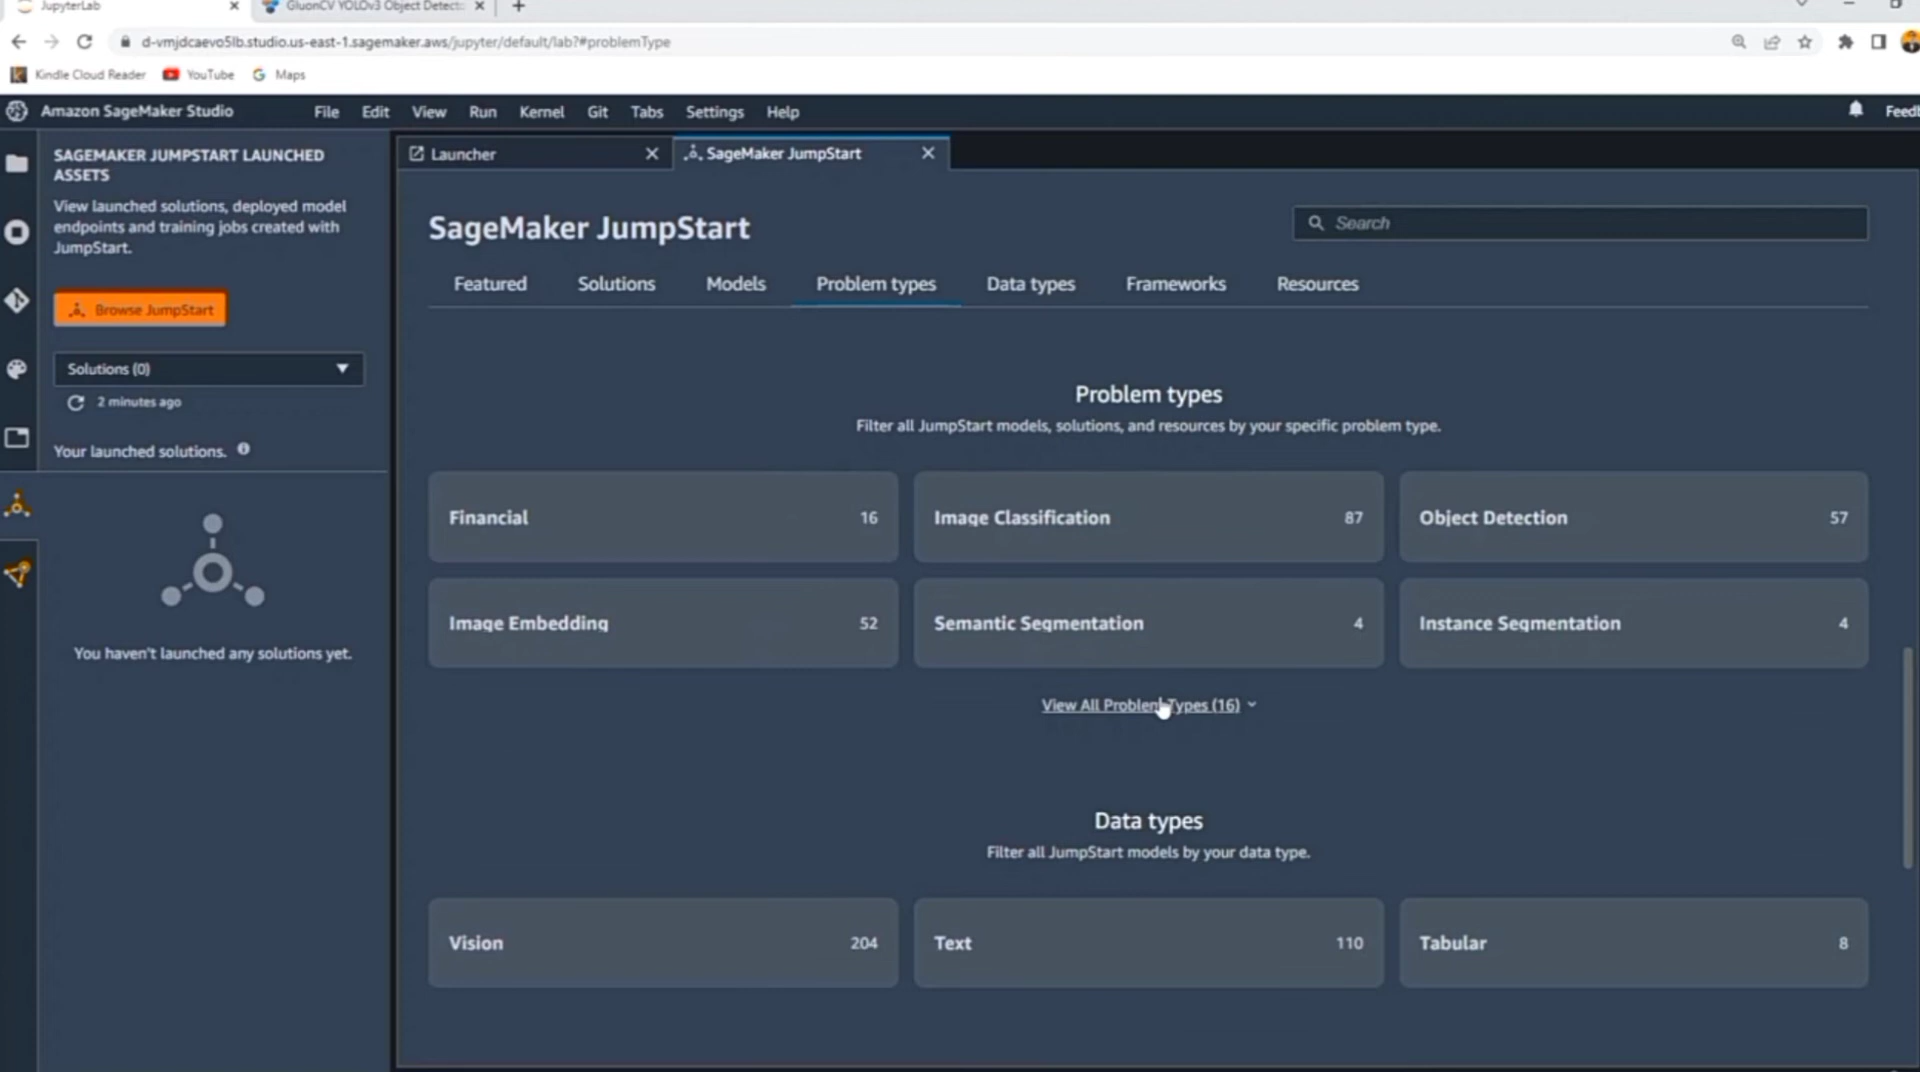 JupyterLab
GluonCV YOLOv3 Object Detect
d-vmjdcaevo5lb.studio.us-east-1.sagemaker.aws/jupyter/default/lab?#problemType
Kindle Cloud Reader YouTube Maps
Amazon SageMaker Studio File Edit View Run Kernel Git Tabs Settings Help Feedb
SAGEMAKER JUMPSTART LAUNCHED
ASSETS
View launched solutions, deployed model
endpoints and training jobs created with
JumpStart.
Browse JumpStart
Solutions (0)
2 minutes ago
Your launched solutions.
You haven't launched any solutions yet.
Launcher
SageMaker JumpStart
SageMaker JumpStart
Search
Featured Solutions Models Problem types Data types Frameworks Resources
Problem types
Filter all JumpStart models, solutions, and resources by your specific problem type.
Financial 16
Image Classification 87
Object Detection 57
Image Embedding 52
Semantic Segmentation 4
Instance Segmentation 4
View All Problem Types (16)
Data types
Filter all JumpStart models by your data type.
Vision 204
Text 110
Tabular 8